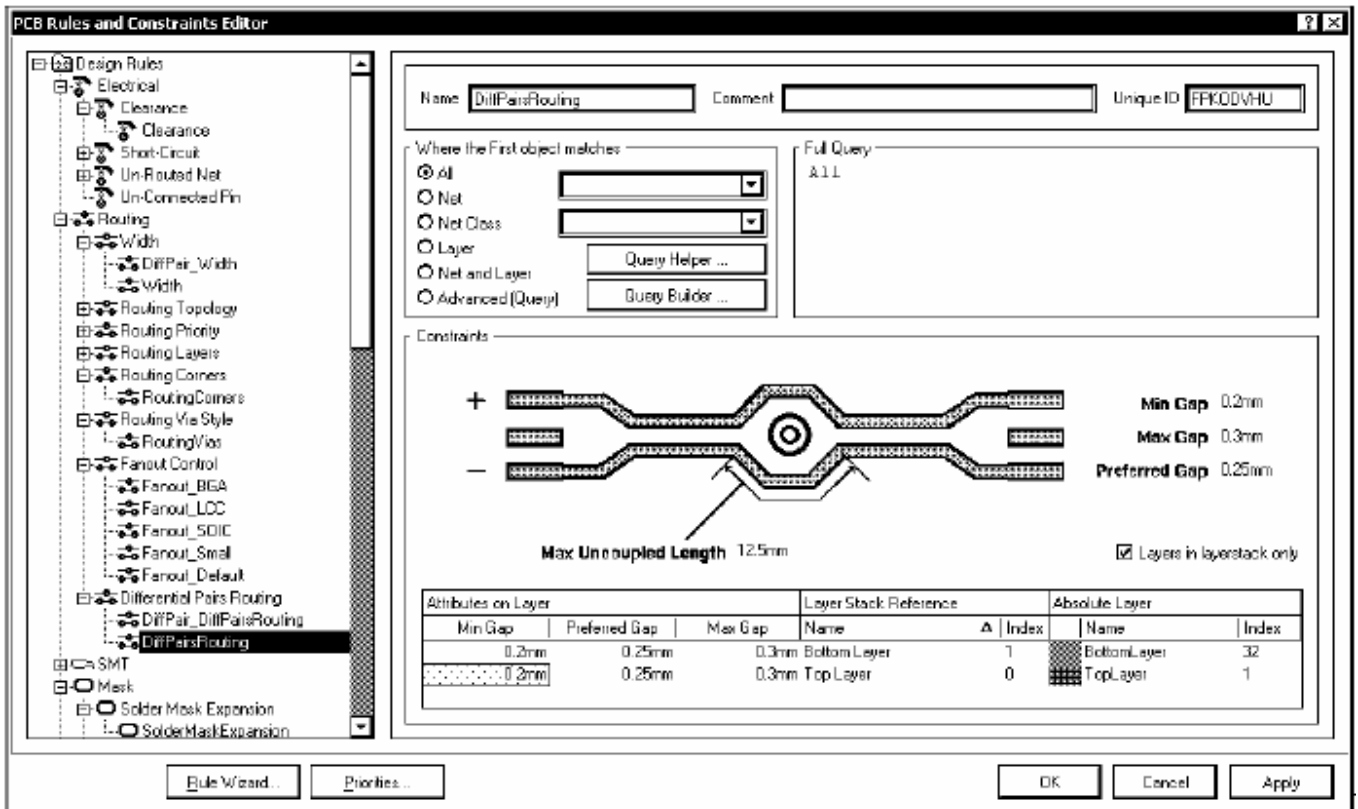 PCB Rules and Constraints Editor
Design Rules
Electrical
Clearance
Clearance
Short-Circuit
Un-Routed Net
Un-Connected Pin
Routing
Width
DiffPair_Width
Width
Routing Topology
Routing Priority
Routing Layers
Routing Corners
RoutingCorners
Routing Via Style
RoutingVias
Fanout Control
Fanout_BGA
Fanout_LCC
Fanout_SOIC
Fanout_Small
Fanout_Default
Differential Pairs Routing
DiffPair_DiffPairsRouting
DiffPairsRouting
SMT
Mask
Solder Mask Expansion
SolderMaskExpansion
Name DiffPairsRouting Comment Unique ID FPKODVHU
Where the First object matches
All
Net
Net Class
Layer
Net and Layer
Advanced (Query)
Query Helper ...
Query Builder ...
Full Query
All
Constraints
+
−
Min Gap 0.2mm
Max Gap 0.3mm
Preferred Gap 0.25mm
Max Uncoupled Length 12.5mm
Layers in layerstack only
Attributes on Layer Layer Stack Reference Absolute Layer
Min Gap Preferred Gap Max Gap Name Index Name Index
0.2mm 0.25mm 0.3mm Bottom Layer 1 BottomLayer 32
0.2mm 0.25mm 0.3mm Top Layer 0 TopLayer 1
Rule Wizard... Priorities... OK Cancel Apply